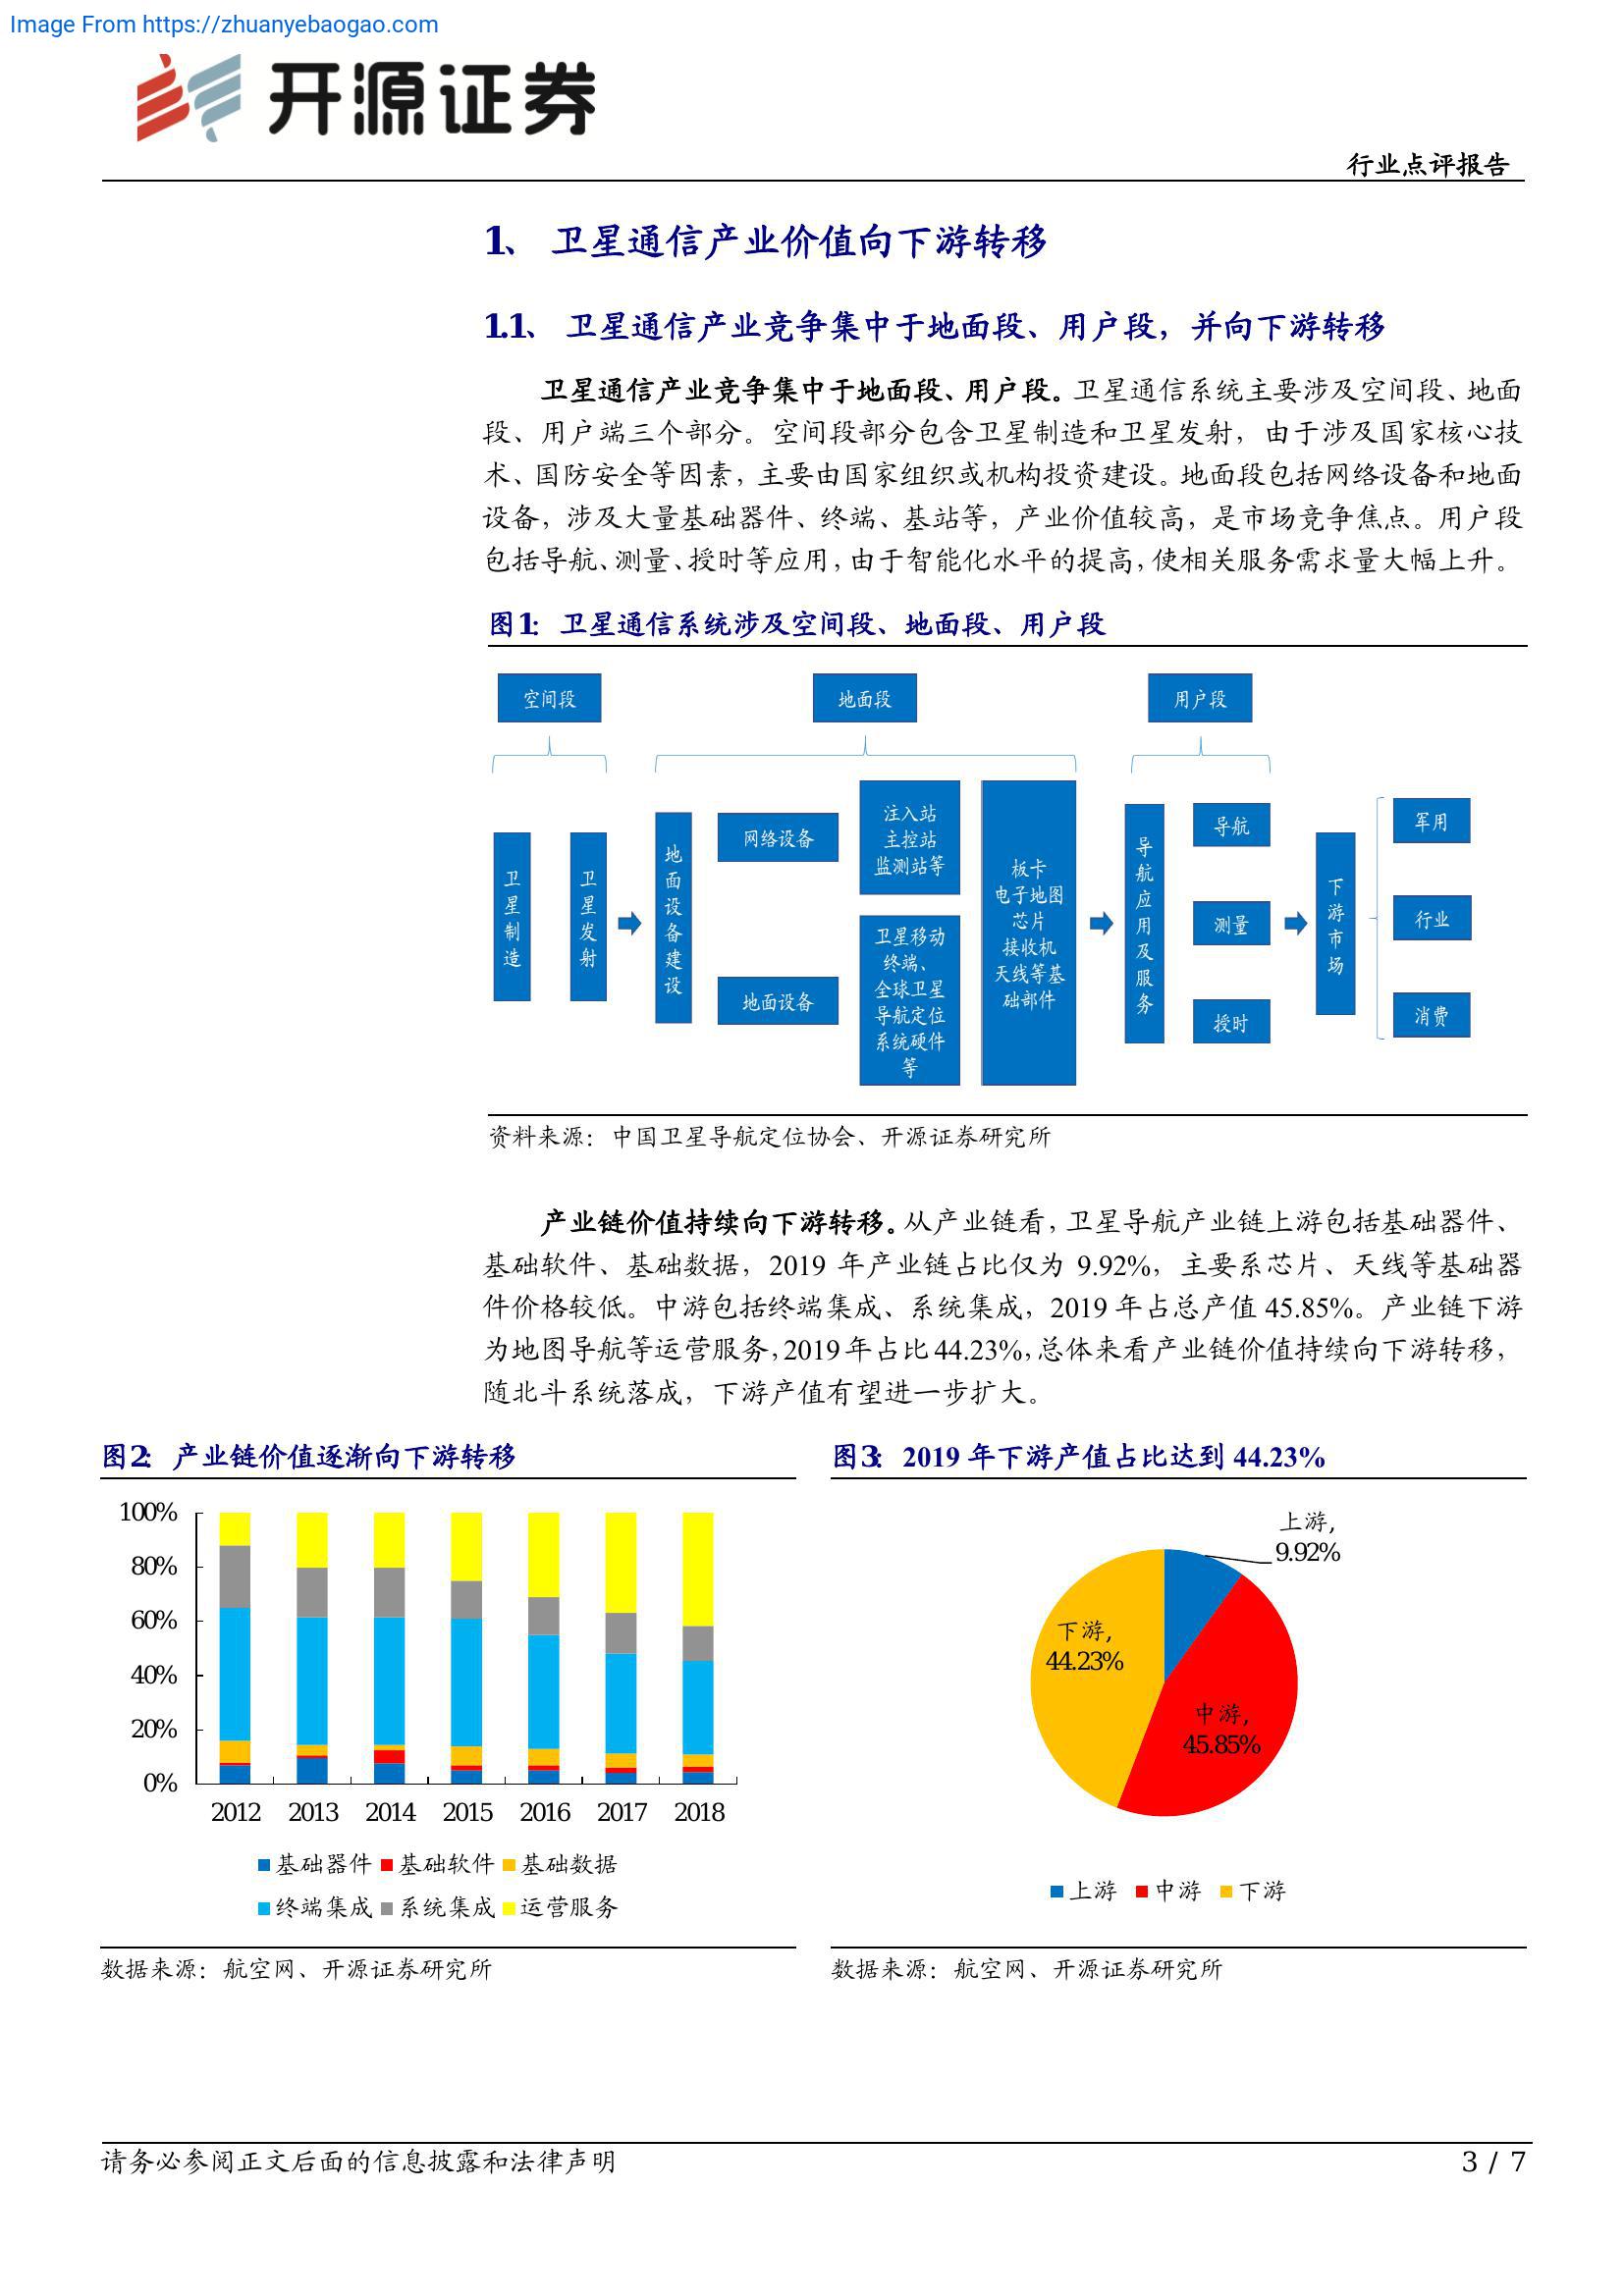 Image From https://zhuanyebaogao.com
开源证券
行业点评报告
1、 卫星通信产业价值向下游转移
1.1、 卫星通信产业竞争集中于地面段、用户段，并向下游转移
卫星通信产业竞争集中于地面段、用户段。卫星通信系统主要涉及空间段、地面
段、用户端三个部分。空间段部分包含卫星制造和卫星发射，由于涉及国家核心技
术、国防安全等因素，主要由国家组织或机构投资建设。地面段包括网络设备和地面
设备，涉及大量基础器件、终端、基站等，产业价值较高，是市场竞争焦点。用户段
包括导航、测量、授时等应用，由于智能化水平的提高，使相关服务需求量大幅上升。
图1： 卫星通信系统涉及空间段、地面段、用户段
空间段
地面段
用户段
卫星制造
卫星发射
地面设备建设
网络设备
地面设备
注入站
主控站
监测站等
卫星移动
终端、
全球卫星
导航定位
系统硬件
等
板卡
电子地图
芯片
接收机
天线等基
础部件
导航应用及服务
导航
测量
授时
下游市场
军用
行业
消费
资料来源：中国卫星导航定位协会、开源证券研究所
产业链价值持续向下游转移。从产业链看，卫星导航产业链上游包括基础器件、
基础软件、基础数据，2019 年产业链占比仅为 9.92%，主要系芯片、天线等基础器
件价格较低。中游包括终端集成、系统集成，2019 年占总产值 45.85%。产业链下游
为地图导航等运营服务，2019 年占比 44.23%，总体来看产业链价值持续向下游转移，
随北斗系统落成，下游产值有望进一步扩大。
图2： 产业链价值逐渐向下游转移
100%
80%
60%
40%
20%
0%
2012 2013 2014 2015 2016 2017 2018
基础器件 基础软件 基础数据
终端集成 系统集成 运营服务
数据来源：航空网、开源证券研究所
图3： 2019 年下游产值占比达到 44.23%
上游,
9.92%
下游,
44.23%
中游,
45.85%
上游 中游 下游
数据来源：航空网、开源证券研究所
请务必参阅正文后面的信息披露和法律声明
3 / 7